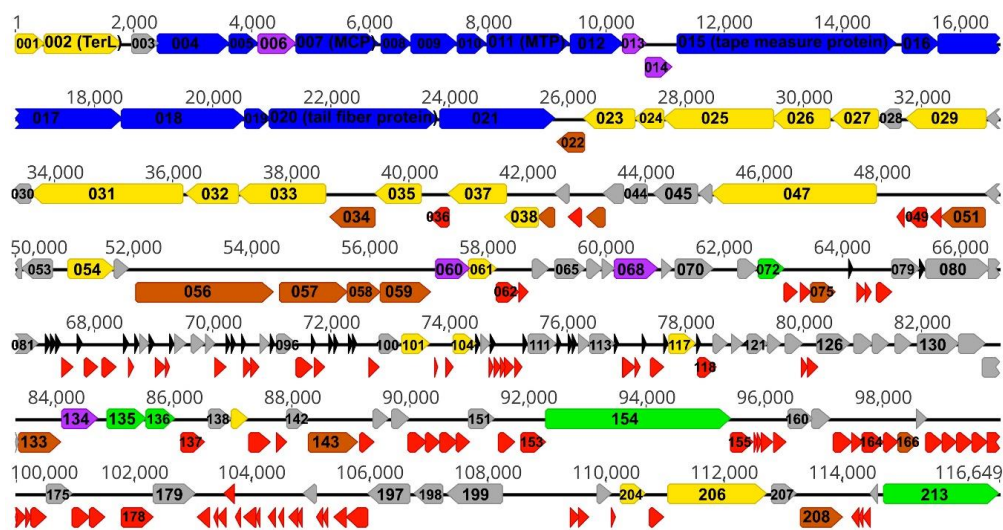 1 2,000 4,000 6,000 8,000 10,000 12,000 14,000 16,000
001 002 (TerL) 003 004 005 006 007 (MCP) 008 009 010 011 (MTP) 012 013 015 (tape measure protein) 016
014
18,000 20,000 22,000 24,000 26,000 28,000 30,000 32,000
017 018 019 020 (tail fiber protein) 021 023 024 025 026 027 028 029
022
34,000 36,000 38,000 40,000 42,000 44,000 46,000 48,000
030 031 032 033 035 037 044 045 047
034 036 038 049 051
50,000 52,000 54,000 56,000 58,000 60,000 62,000 64,000 66,000
053 054 060 061 065 068 070 072 079 080
056 057 058 059 062 075
68,000 70,000 72,000 74,000 76,000 78,000 80,000 82,000
081 096 100 101 104 111 113 117 121 126 130
118
84,000 86,000 88,000 90,000 92,000 94,000 96,000 98,000
134 135 136 138 142 151 154 160
133 137 143 153 155 164 166
100,000 102,000 104,000 106,000 108,000 110,000 112,000 114,000 116,649
175 179 197 198 199 204 206 207 213
178 208